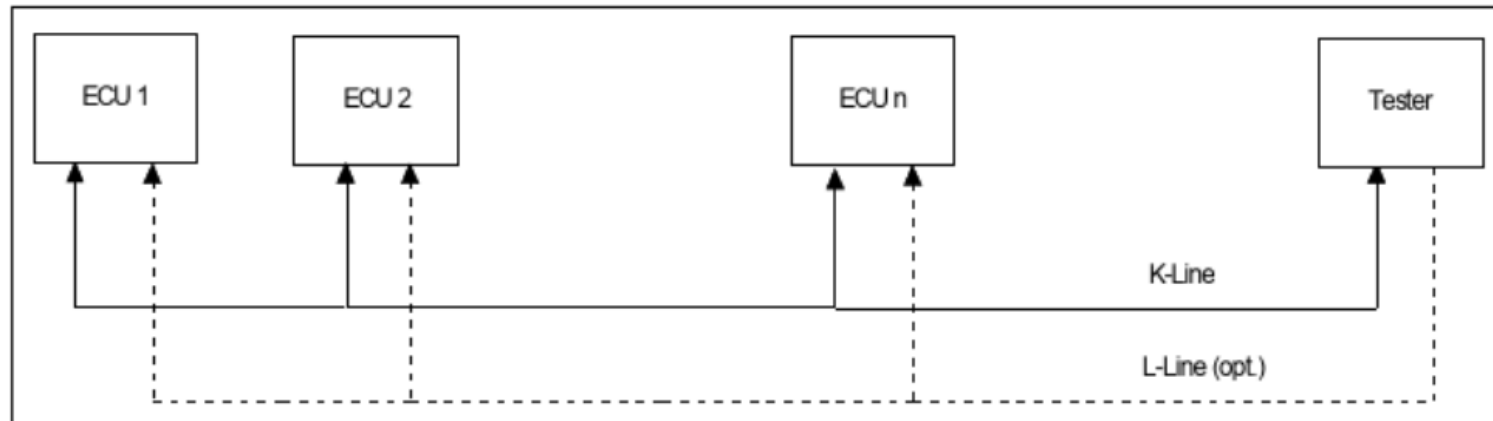 ECU 1
ECU 2
ECU n
Tester
K-Line
L-Line (opt.)